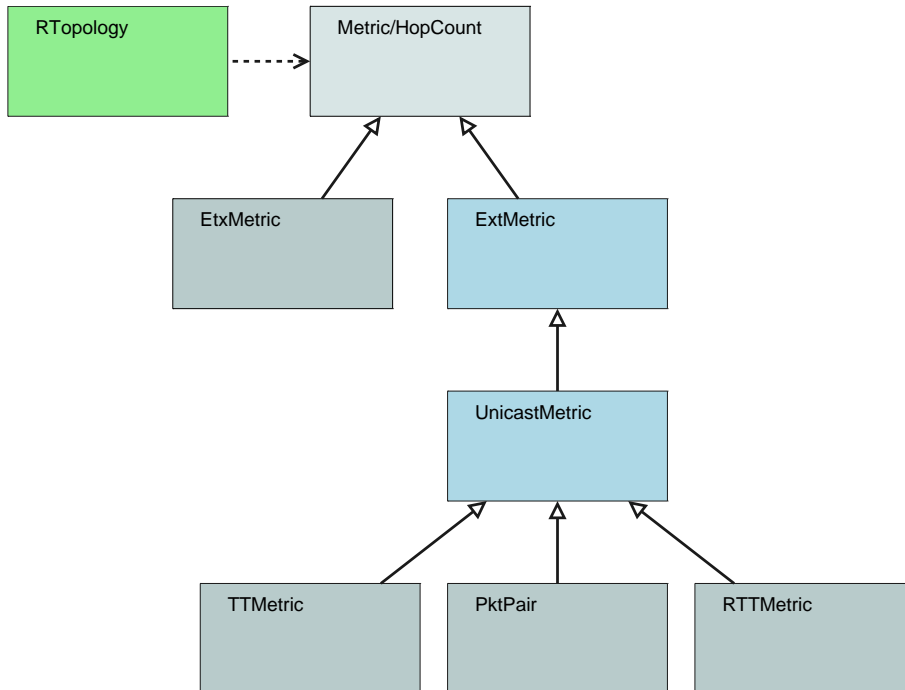 RTopology
Metric/HopCount
EtxMetric
ExtMetric
UnicastMetric
TTMetric
PktPair
RTTMetric